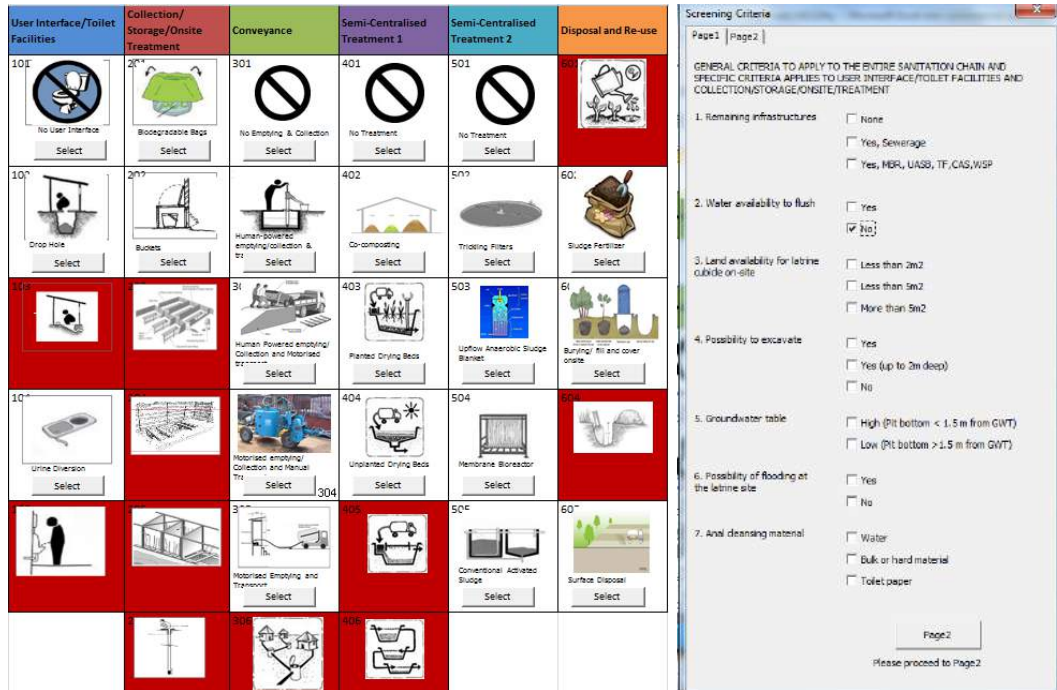 User Interface/Toilet
Facilities
Collection/
Storage/Onsite
Treatment
Conveyance
Semi-Centralised
Treatment 1
Semi-Centralised
Treatment 2
Disposal and Re-use
101
No User Interface
Select
Biodegradable Bags
Select
301
No Emptying & Collection
Select
401
No Treatment
Select
501
No Treatment
Select
Drop Hole
Select
Buckets
Select
Human-powered
emptying/collection &
Select
402
Co-composting
Select
502
Trickling Filters
Select
Sludge Fertilizer
Select
Human Powered emptying/
Collection and Motorised
Select
403
Planted Drying Beds
Select
503
Upflow Anaerobic Sludge
Blanket
Select
Burying/ fill and cover
onsite
Select
Urine Diversion
Select
Motorised emptying/
Collection and Manual
Select
304
404
Unplanted Drying Beds
Select
504
Membrane Bioreactor
Select
604
Motorised Emptying and
Transport
Select
405
505
Conventional Activated
Sludge
Select
Surface Disposal
Select
306
406
Screening Criteria
Page1
Page2
GENERAL CRITERIA TO APPLY TO THE ENTIRE SANITATION CHAIN AND
SPECIFIC CRITERIA APPLIES TO USER INTERFACE/TOILET FACILITIES AND
COLLECTION/STORAGE/ONSITE/TREATMENT
1. Remaining infrastructures
None
Yes, Sewerage
Yes, MBR, UASB, TF,CAS,WSP
2. Water availability to flush
Yes
No
3. Land availability for latrine
cubicle on-site
Less than 2m2
Less than 5m2
More than 5m2
4. Possibility to excavate
Yes
Yes (up to 2m deep)
No
5. Groundwater table
High (Pit bottom < 1.5 m from GWT)
Low (Pit bottom >1.5 m from GWT)
6. Possibility of flooding at
the latrine site
Yes
No
7. Anal cleansing material
Water
Bulk or hard material
Toilet paper
Page2
Please proceed to Page2